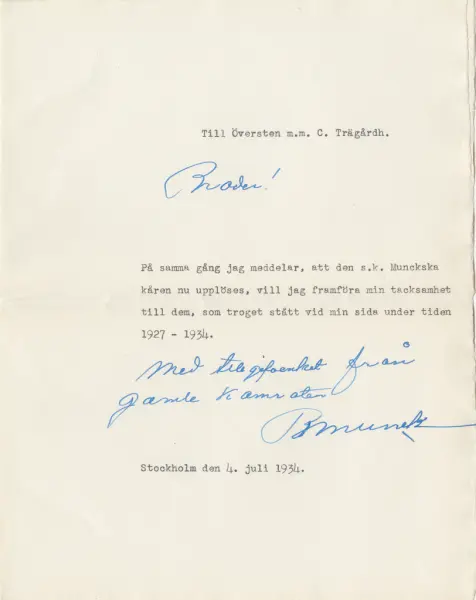 Till Översten m.m. C. Trägårdh.
Broder!
På samma gång jag meddelar, att den s.k. Munckska
kåren nu upplöses, vill jag framföra min tacksamhet
till dem, som troget stått vid min sida under tiden
1927 - 1934.
Med tillgifvenhet från
gamle Kamraten
BMunck
Stockholm den 4. juli 1934.